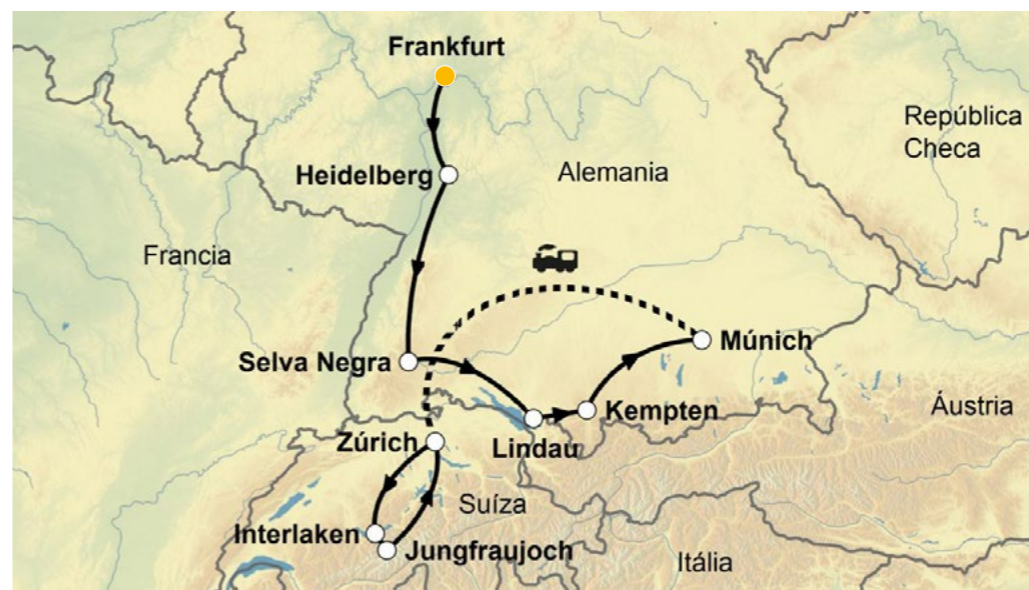 Frankfurt
República
Checa
Heidelberg
Alemania
Francia
Múnich
Selva Negra
Kempten
Áustria
Zúrich
Lindau
Suíza
Interlaken
Jungfraujoch
Itália